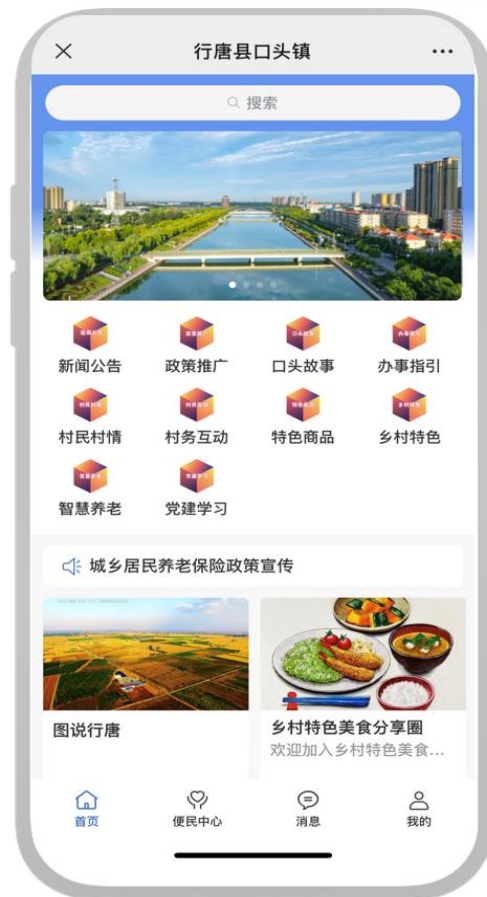 行唐县口头镇
搜索
新闻公告 政策推广 口头故事 办事指引
村民村情 村务互动 特色商品 乡村特色
智慧养老 党建学习
城乡居民养老保险政策宣传
图说行唐 乡村特色美食分享圈
欢迎加入乡村特色美食...
首页 便民中心 消息 我的